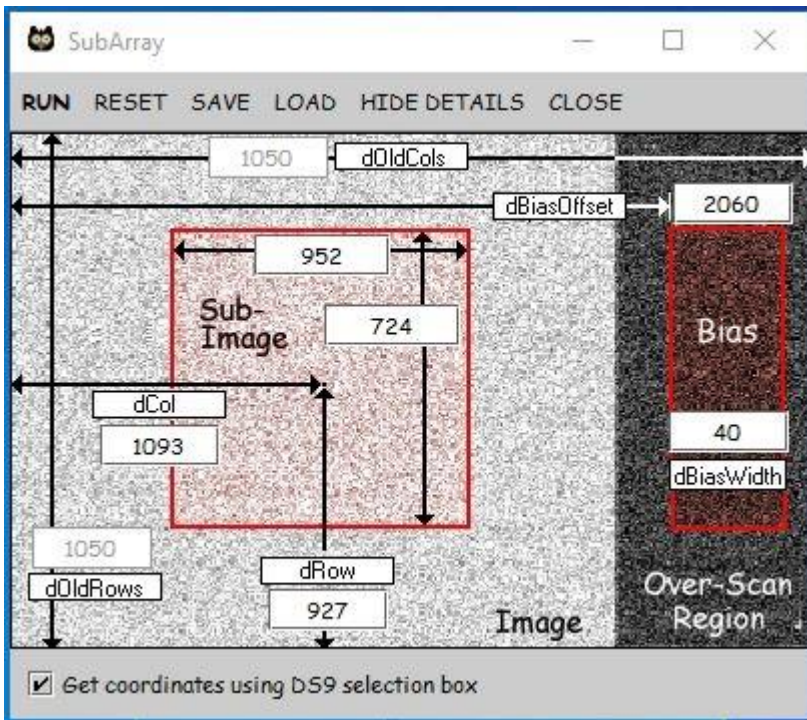 SubArray
RUN RESET SAVE LOAD HIDE DETAILS CLOSE
1050 dOldCols
dBiasOffset 2060
952
Sub-
Image
724
Bias
dCol
1093
40
dBiasWidth
1050
dOldRows
dRow
927
Image
Over-Scan
Region
Get coordinates using DS9 selection box